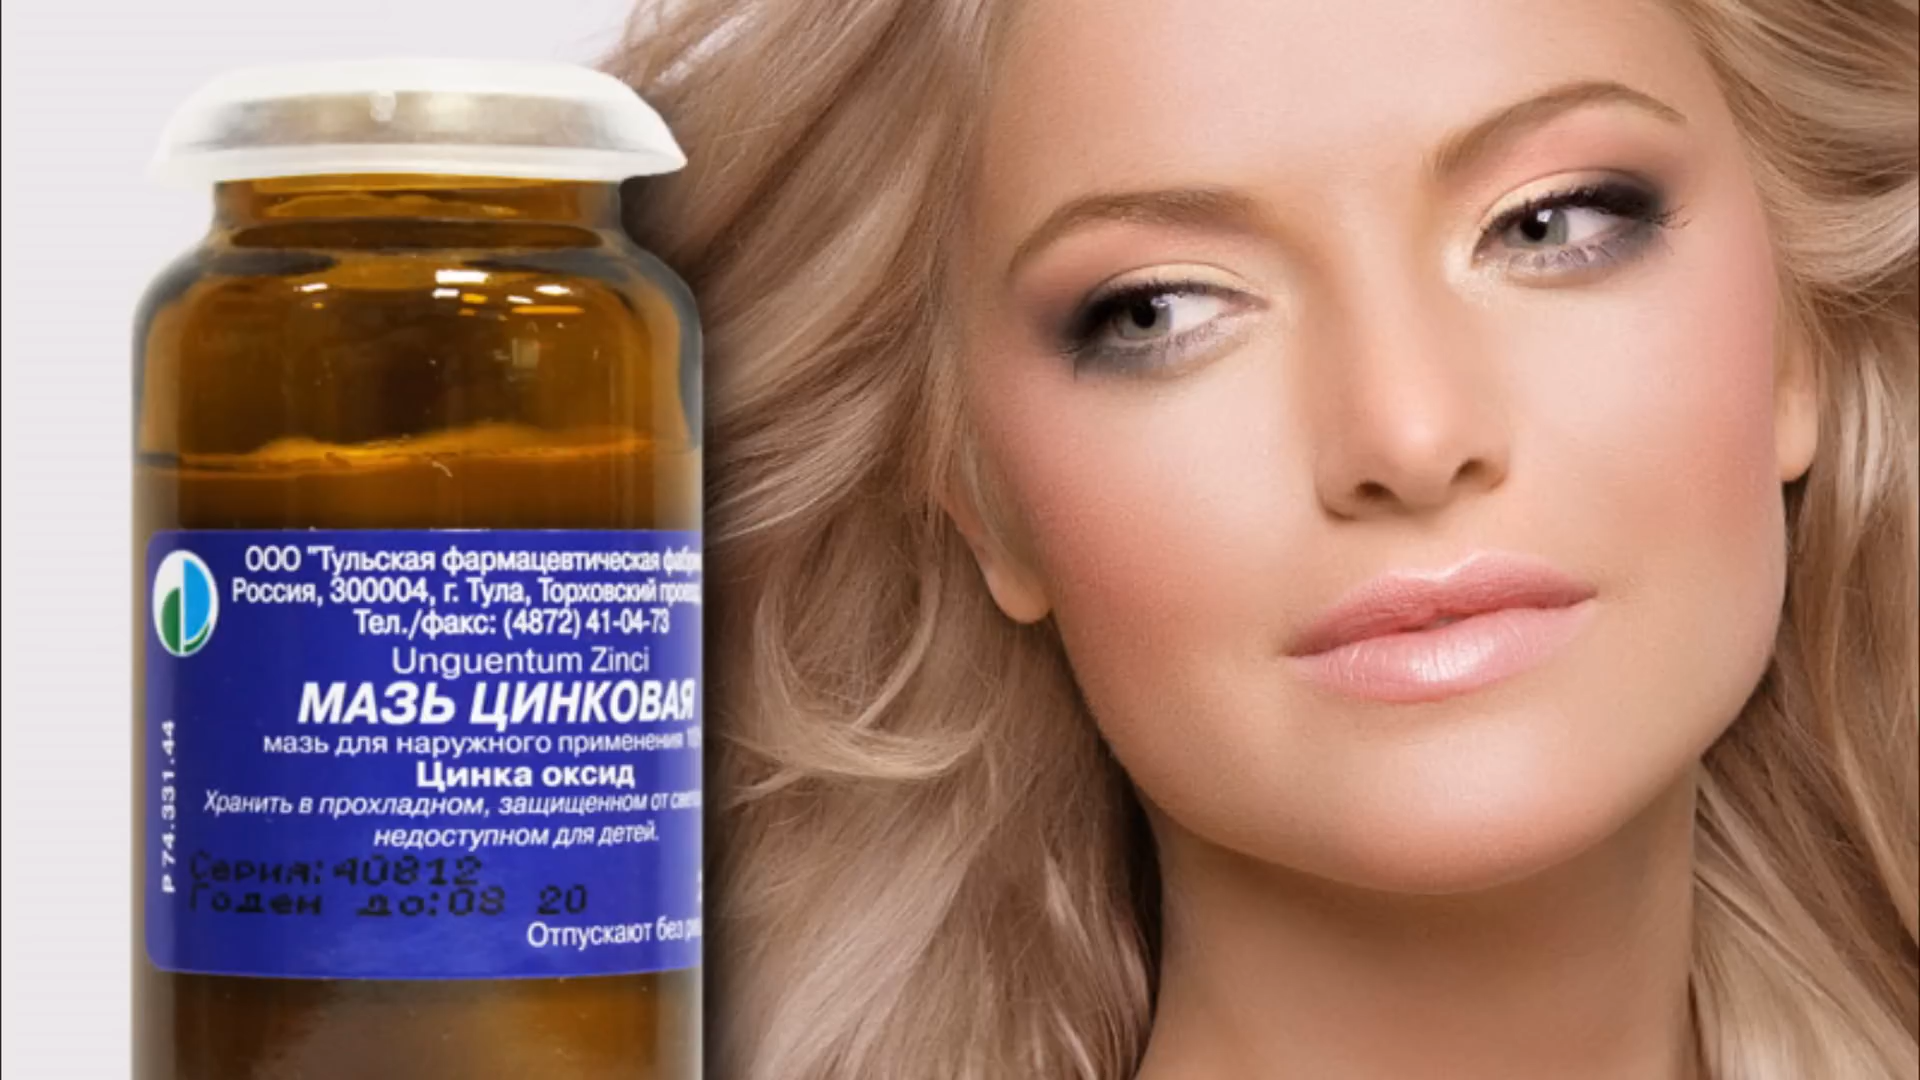 ООО "Тульская фармацевтическая
Россия, 300004, г. Тула, Торховский
Тел./факс: (4872) 41-04-73
Unguentum Zinci
МАЗЬ ЦИНКОВАЯ
мазь для наружного применения
Цинка оксид
Хранить в прохладном, защищенном от
недоступном для детей.
Серия: 40812
Годен до: 08 20
Отпускают без
Р 74.331.44